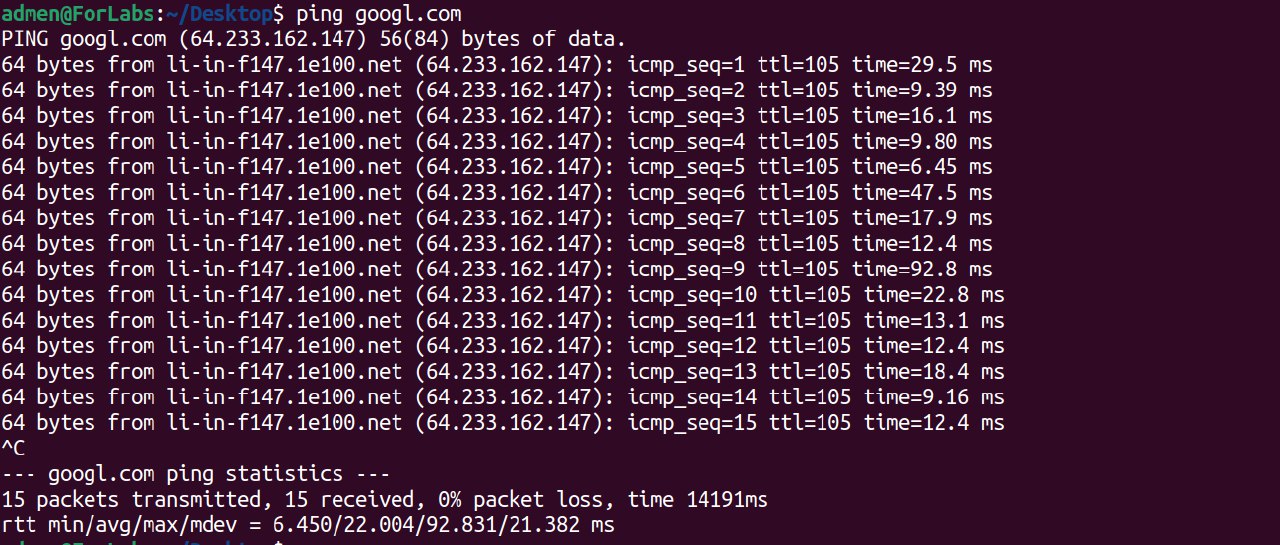 admen@ForLabs:~/Desktop$ ping googl.com
PING googl.com (64.233.162.147) 56(84) bytes of data.
64 bytes from li-in-f147.1e100.net (64.233.162.147): icmp_seq=1 ttl=105 time=29.5 ms
64 bytes from li-in-f147.1e100.net (64.233.162.147): icmp_seq=2 ttl=105 time=9.39 ms
64 bytes from li-in-f147.1e100.net (64.233.162.147): icmp_seq=3 ttl=105 time=16.1 ms
64 bytes from li-in-f147.1e100.net (64.233.162.147): icmp_seq=4 ttl=105 time=9.80 ms
64 bytes from li-in-f147.1e100.net (64.233.162.147): icmp_seq=5 ttl=105 time=6.45 ms
64 bytes from li-in-f147.1e100.net (64.233.162.147): icmp_seq=6 ttl=105 time=47.5 ms
64 bytes from li-in-f147.1e100.net (64.233.162.147): icmp_seq=7 ttl=105 time=17.9 ms
64 bytes from li-in-f147.1e100.net (64.233.162.147): icmp_seq=8 ttl=105 time=12.4 ms
64 bytes from li-in-f147.1e100.net (64.233.162.147): icmp_seq=9 ttl=105 time=92.8 ms
64 bytes from li-in-f147.1e100.net (64.233.162.147): icmp_seq=10 ttl=105 time=22.8 ms
64 bytes from li-in-f147.1e100.net (64.233.162.147): icmp_seq=11 ttl=105 time=13.1 ms
64 bytes from li-in-f147.1e100.net (64.233.162.147): icmp_seq=12 ttl=105 time=12.4 ms
64 bytes from li-in-f147.1e100.net (64.233.162.147): icmp_seq=13 ttl=105 time=18.4 ms
64 bytes from li-in-f147.1e100.net (64.233.162.147): icmp_seq=14 ttl=105 time=9.16 ms
64 bytes from li-in-f147.1e100.net (64.233.162.147): icmp_seq=15 ttl=105 time=12.4 ms
^C
--- googl.com ping statistics ---
15 packets transmitted, 15 received, 0% packet loss, time 14191ms
rtt min/avg/max/mdev = 6.450/22.004/92.831/21.382 ms